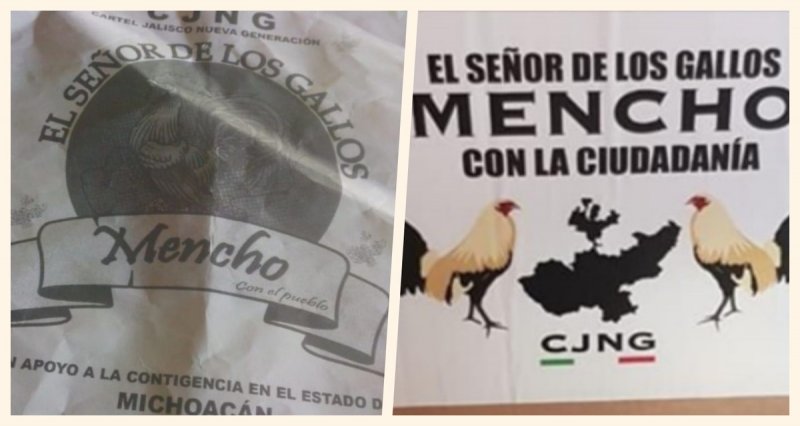 CJNG
CARTEL JALISCO NUEVA GENERACIÓN
EL SEÑOR DE LOS GALLOS
Mencho
Con el pueblo
N APOYO A LA CONTIGENCIA EN EL ESTADO D
MICHOACÁN
EL SEÑOR DE LOS GALLOS
MENCHO
CON LA CIUDADANÍA
CJNG